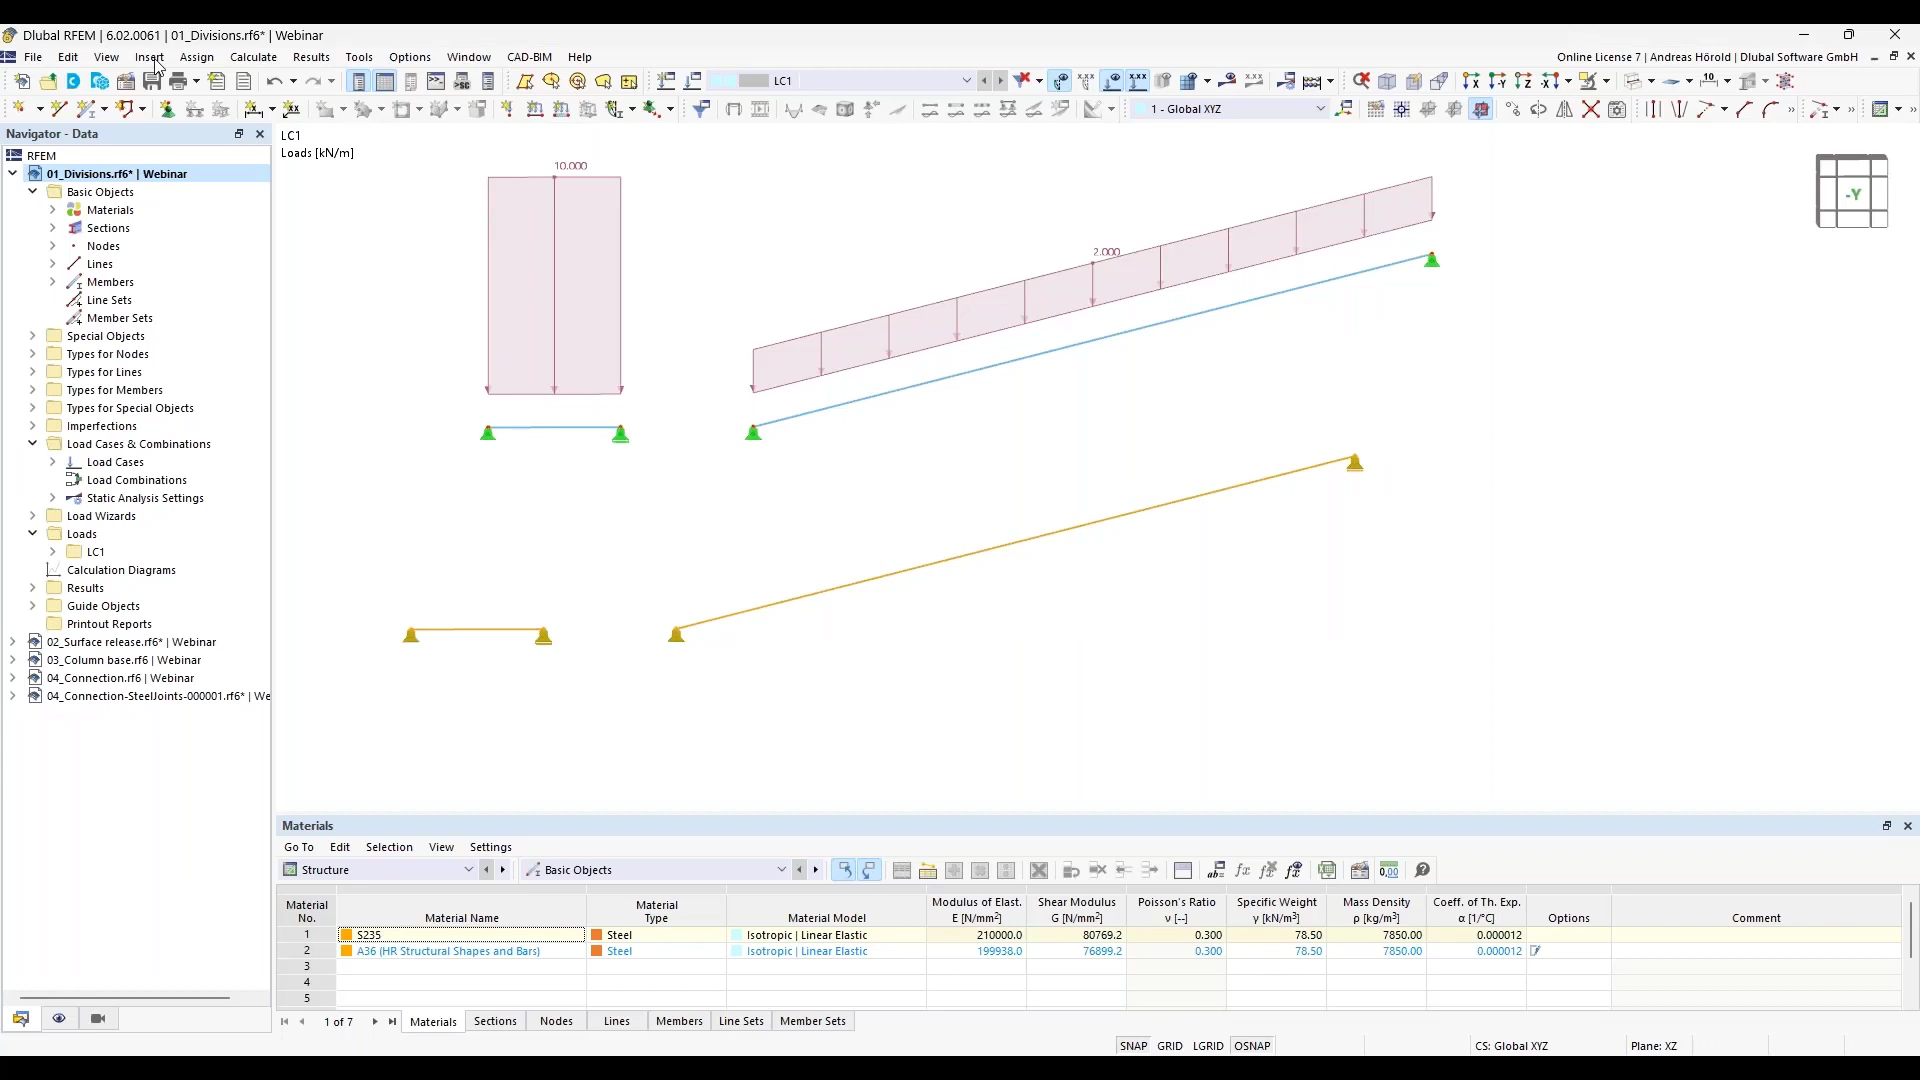 Dlubal RFEM | 6.02.0061 | 01_Divisions.rf6* | Webinar
File Edit View Insert Assign Calculate Results Tools Options Window CAD-BIM Help
Online License 7 | Andreas Hörold | Dlubal Software GmbH
LC1
1 - Global XYZ
Navigator - Data
RFEM
01_Divisions.rf6* | Webinar
Basic Objects
Materials
Sections
Nodes
Lines
Members
Line Sets
Member Sets
Special Objects
Types for Nodes
Types for Lines
Types for Members
Types for Special Objects
Imperfections
Load Cases & Combinations
Load Cases
Load Combinations
Static Analysis Settings
Load Wizards
Loads
LC1
Calculation Diagrams
Results
Guide Objects
Printout Reports
02_Surface release.rf6* | Webinar
03_Column base.rf6 | Webinar
04_Connection.rf6 | Webinar
04_Connection-SteelJoints-000001.rf6* | We
LC1
Loads [kN/m]
10.000
2.000
-Y
Materials
Go To Edit Selection View Settings
Structure Basic Objects
Material No. Material Name Material Type Material Model Modulus of Elast. E [N/mm2] Shear Modulus G [N/mm2] Poisson's Ratio ν [--] Specific Weight γ [kN/m3] Mass Density ρ [kg/m3] Coeff. of Th. Exp. α [1/°C] Options Comment
1 S235 Steel Isotropic | Linear Elastic 210000.0 80769.2 0.300 78.50 7850.00 0.000012
2 A36 (HR Structural Shapes and Bars) Steel Isotropic | Linear Elastic 199938.0 76899.2 0.300 78.50 7850.00 0.000012
3
4
5
1 of 7 Materials Sections Nodes Lines Members Line Sets Member Sets
SNAP GRID LGRID OSNAP CS: Global XYZ Plane: XZ